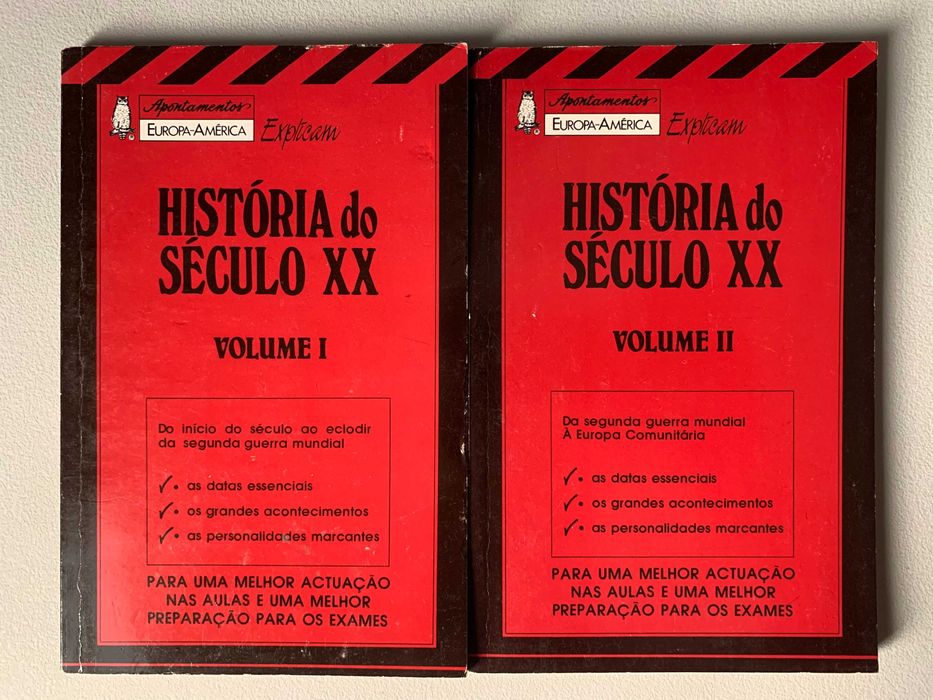 Apontamentos
EUROPA-AMÉRICA
Explicam
HISTÓRIA do
SÉCULO XX
VOLUME I
Do início do século ao eclodir
da segunda guerra mundial
✓• as datas essenciais
✓• os grandes acontecimentos
✓• as personalidades marcantes
PARA UMA MELHOR ACTUAÇÃO
NAS AULAS E UMA MELHOR
PREPARAÇÃO PARA OS EXAMES
Apontamentos
EUROPA-AMÉRICA
Explicam
HISTÓRIA do
SÉCULO XX
VOLUME II
Da segunda guerra mundial
À Europa Comunitária
✓• as datas essenciais
✓• os grandes acontecimentos
✓• as personalidades marcantes
PARA UMA MELHOR ACTUAÇÃO
NAS AULAS E UMA MELHOR
PREPARAÇÃO PARA OS EXAMES